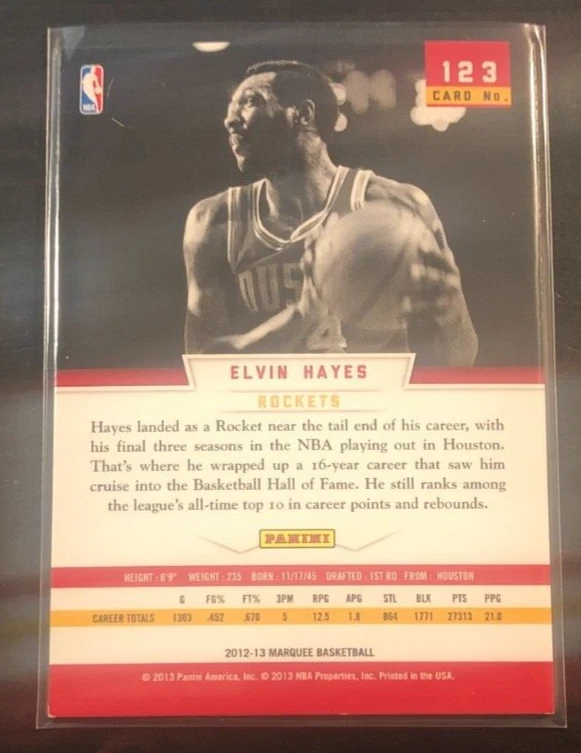 NBA
123
CARD No.
OUS
4
ELVIN HAYES
ROCKETS
Hayes landed as a Rocket near the tail end of his career, with
his final three seasons in the NBA playing out in Houston.
That's where he wrapped up a 16-year career that saw him
cruise into the Basketball Hall of Fame. He still ranks among
the league's all-time top 10 in career points and rebounds.
PANINI
HEIGHT: 6'9" WEIGHT: 235 BORN: 11/17/45 DRAFTED: 1ST RD FROM: HOUSTON
G FG% FT% 3PM RPG APG STL BLK PTS PPG
CAREER TOTALS 1303 .452 .670 5 12.5 1.8 864 1771 27313 21.0
2012-13 MARQUEE BASKETBALL
© 2013 Panini America, Inc. © 2013 NBA Properties, Inc. Printed in the USA.